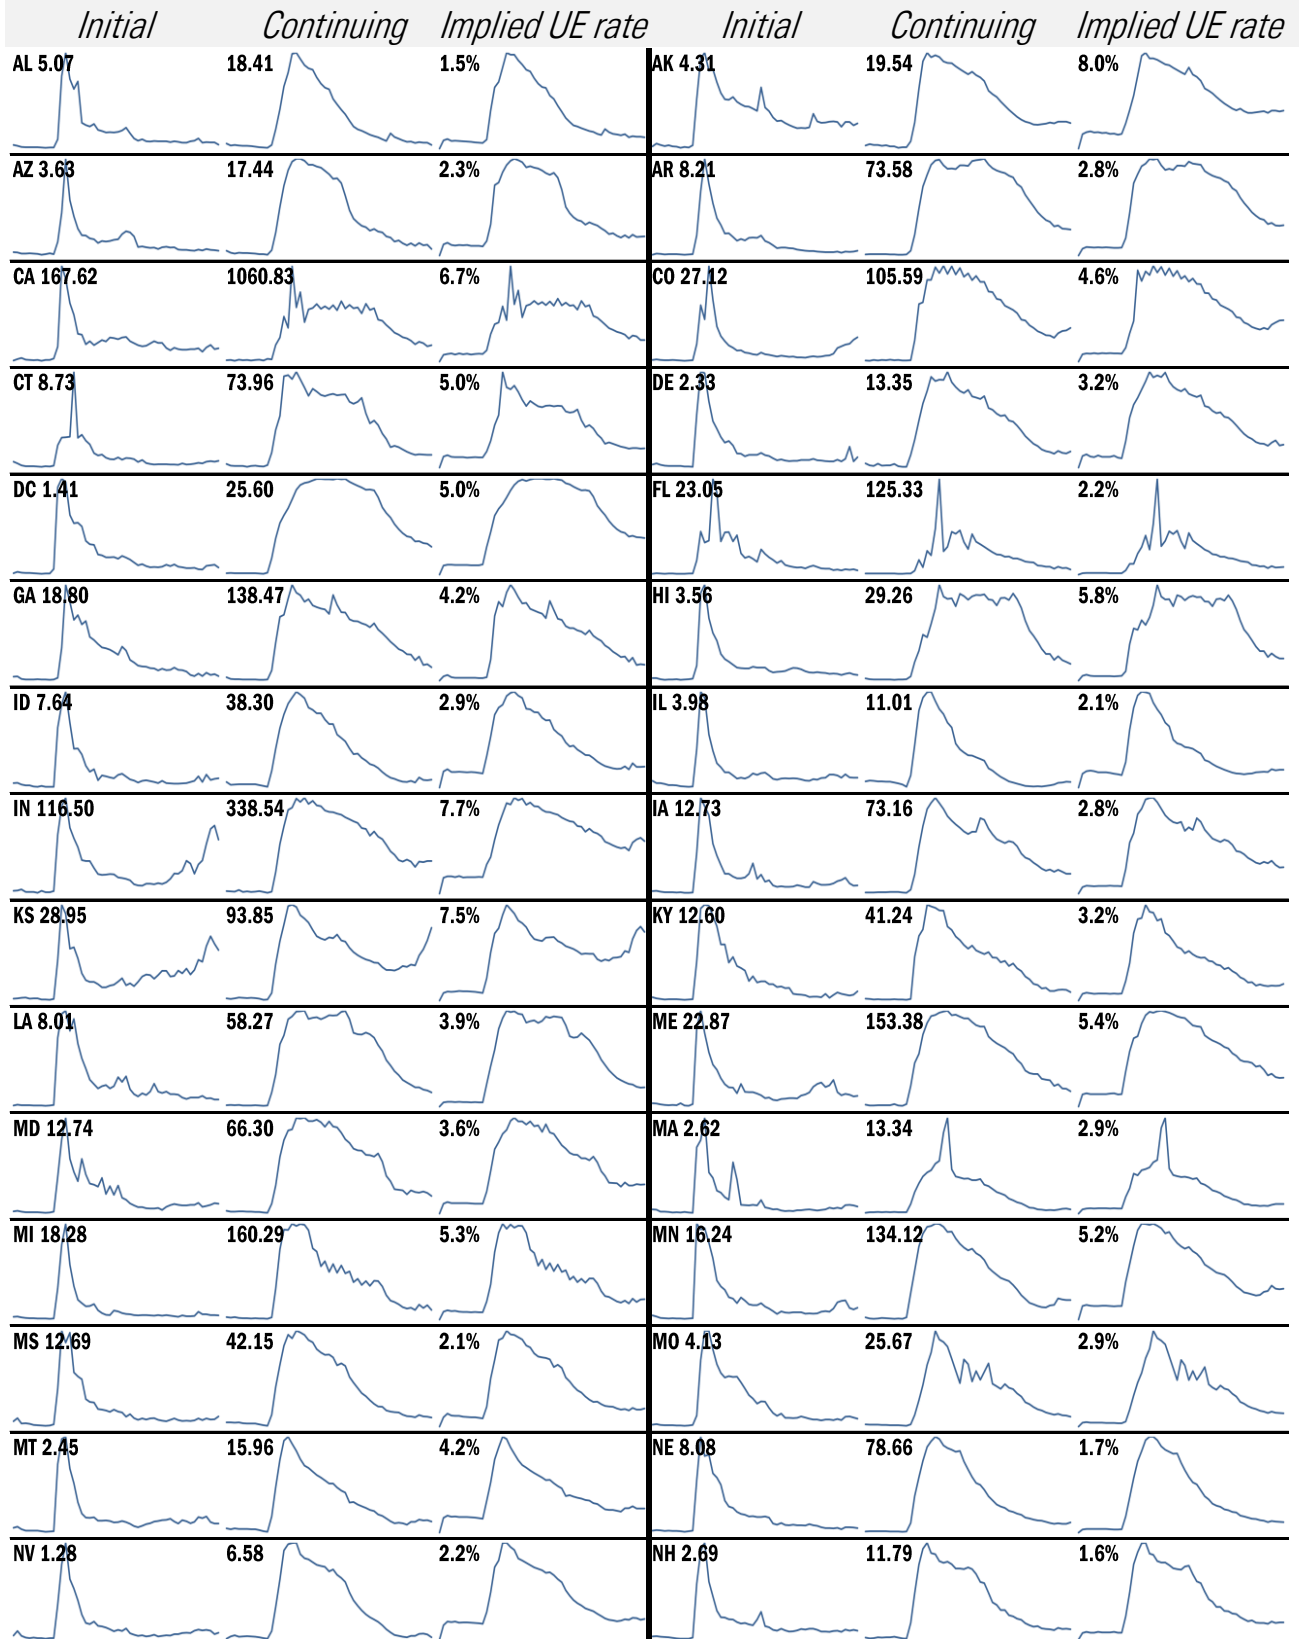 Initial Continuing Implied UE rate Initial Continuing Implied UE rate
AL 5.07 18.41 1.5% AK 4.31 19.54 8.0%
AZ 3.63 17.44 2.3% AR 8.21 73.58 2.8%
CA 167.62 1060.83 6.7% CO 27.12 105.59 4.6%
CT 8.73 73.96 5.0% DE 2.33 13.35 3.2%
DC 1.41 25.60 5.0% FL 23.05 125.33 2.2%
GA 18.80 138.47 4.2% HI 3.56 29.26 5.8%
ID 7.64 38.30 2.9% IL 3.98 11.01 2.1%
IN 116.50 338.54 7.7% IA 12.73 73.16 2.8%
KS 28.95 93.85 7.5% KY 12.60 41.24 3.2%
LA 8.01 58.27 3.9% ME 22.87 153.38 5.4%
MD 12.74 66.30 3.6% MA 2.62 13.34 2.9%
MI 18.28 160.29 5.3% MN 16.24 134.12 5.2%
MS 12.69 42.15 2.1% MO 4.13 25.67 2.9%
MT 2.45 15.96 4.2% NE 8.08 78.66 1.7%
NV 1.28 6.58 2.2% NH 2.69 11.79 1.6%